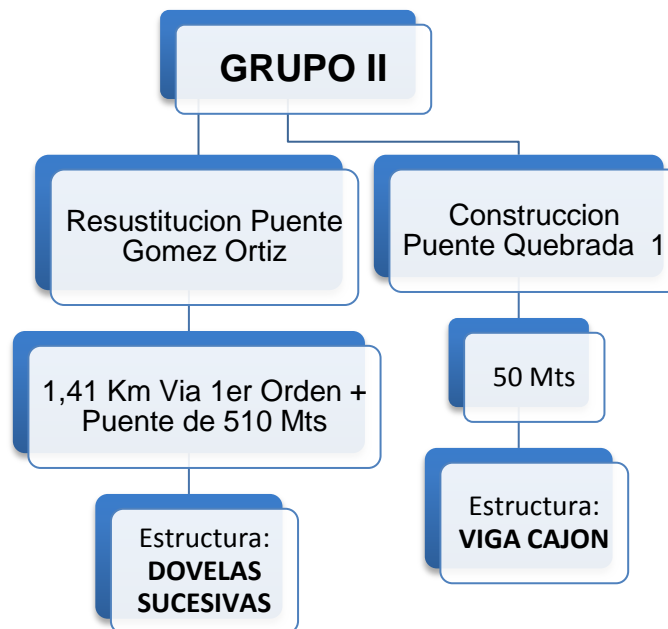 GRUPO II
Resustitucion Puente
Gomez Ortiz
Construccion
Puente Quebrada 1
1,41 Km Via 1er Orden +
Puente de 510 Mts
50 Mts
Estructura:
DOVELAS
SUCESIVAS
Estructura:
VIGA CAJON